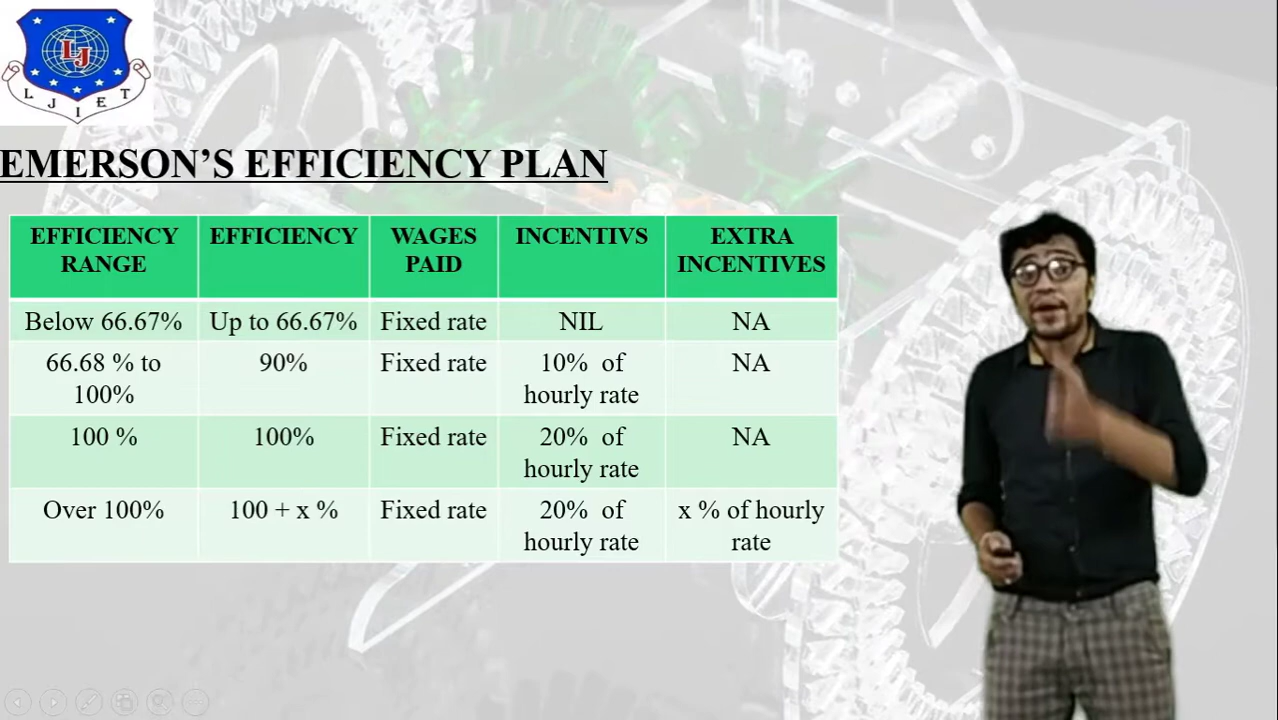 LJ
L J I E T
EMERSON’S EFFICIENCY PLAN
EFFICIENCY RANGE EFFICIENCY WAGES PAID INCENTIVS EXTRA INCENTIVES
Below 66.67% Up to 66.67% Fixed rate NIL NA
66.68 % to 100% 90% Fixed rate 10% of hourly rate NA
100 % 100% Fixed rate 20% of hourly rate NA
Over 100% 100 + x % Fixed rate 20% of hourly rate x % of hourly rate